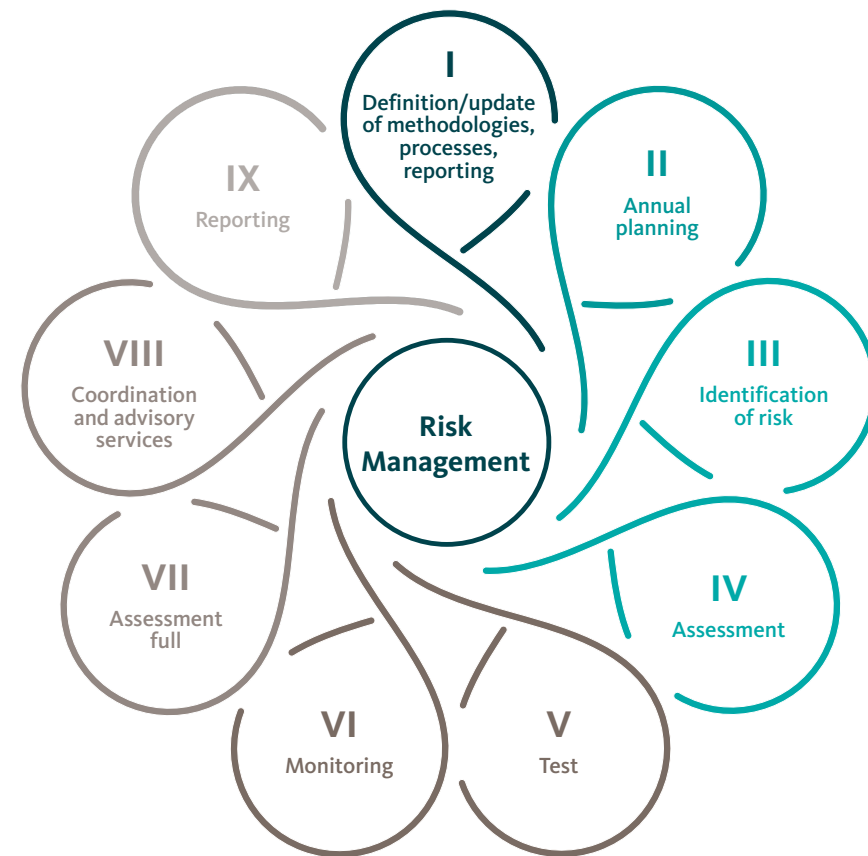 I
Definition/update
of methodologies,
processes,
reporting
II
Annual
planning
III
Identification
of risk
IV
Assessment
V
Test
VI
Monitoring
VII
Assessment
full
VIII
Coordination
and advisory
services
IX
Reporting
Risk
Management